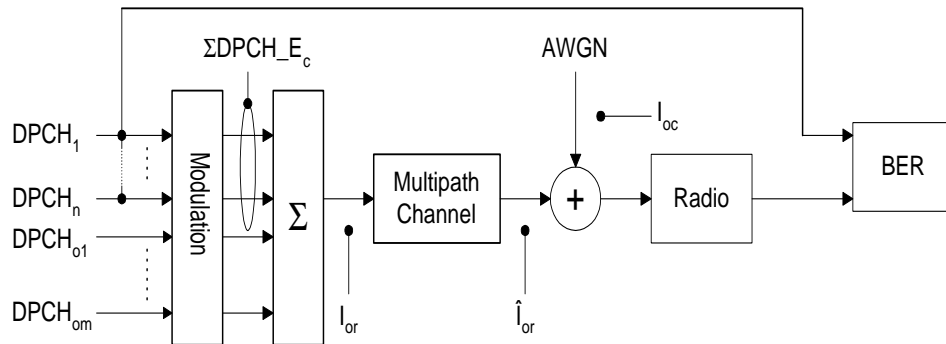 ΣDPCH_E_c
AWGN
I_oc
DPCH_1
DPCH_n
DPCH_o1
DPCH_om
Modulation
Σ
Multipath
Channel
+
Radio
BER
I_or
Î_or